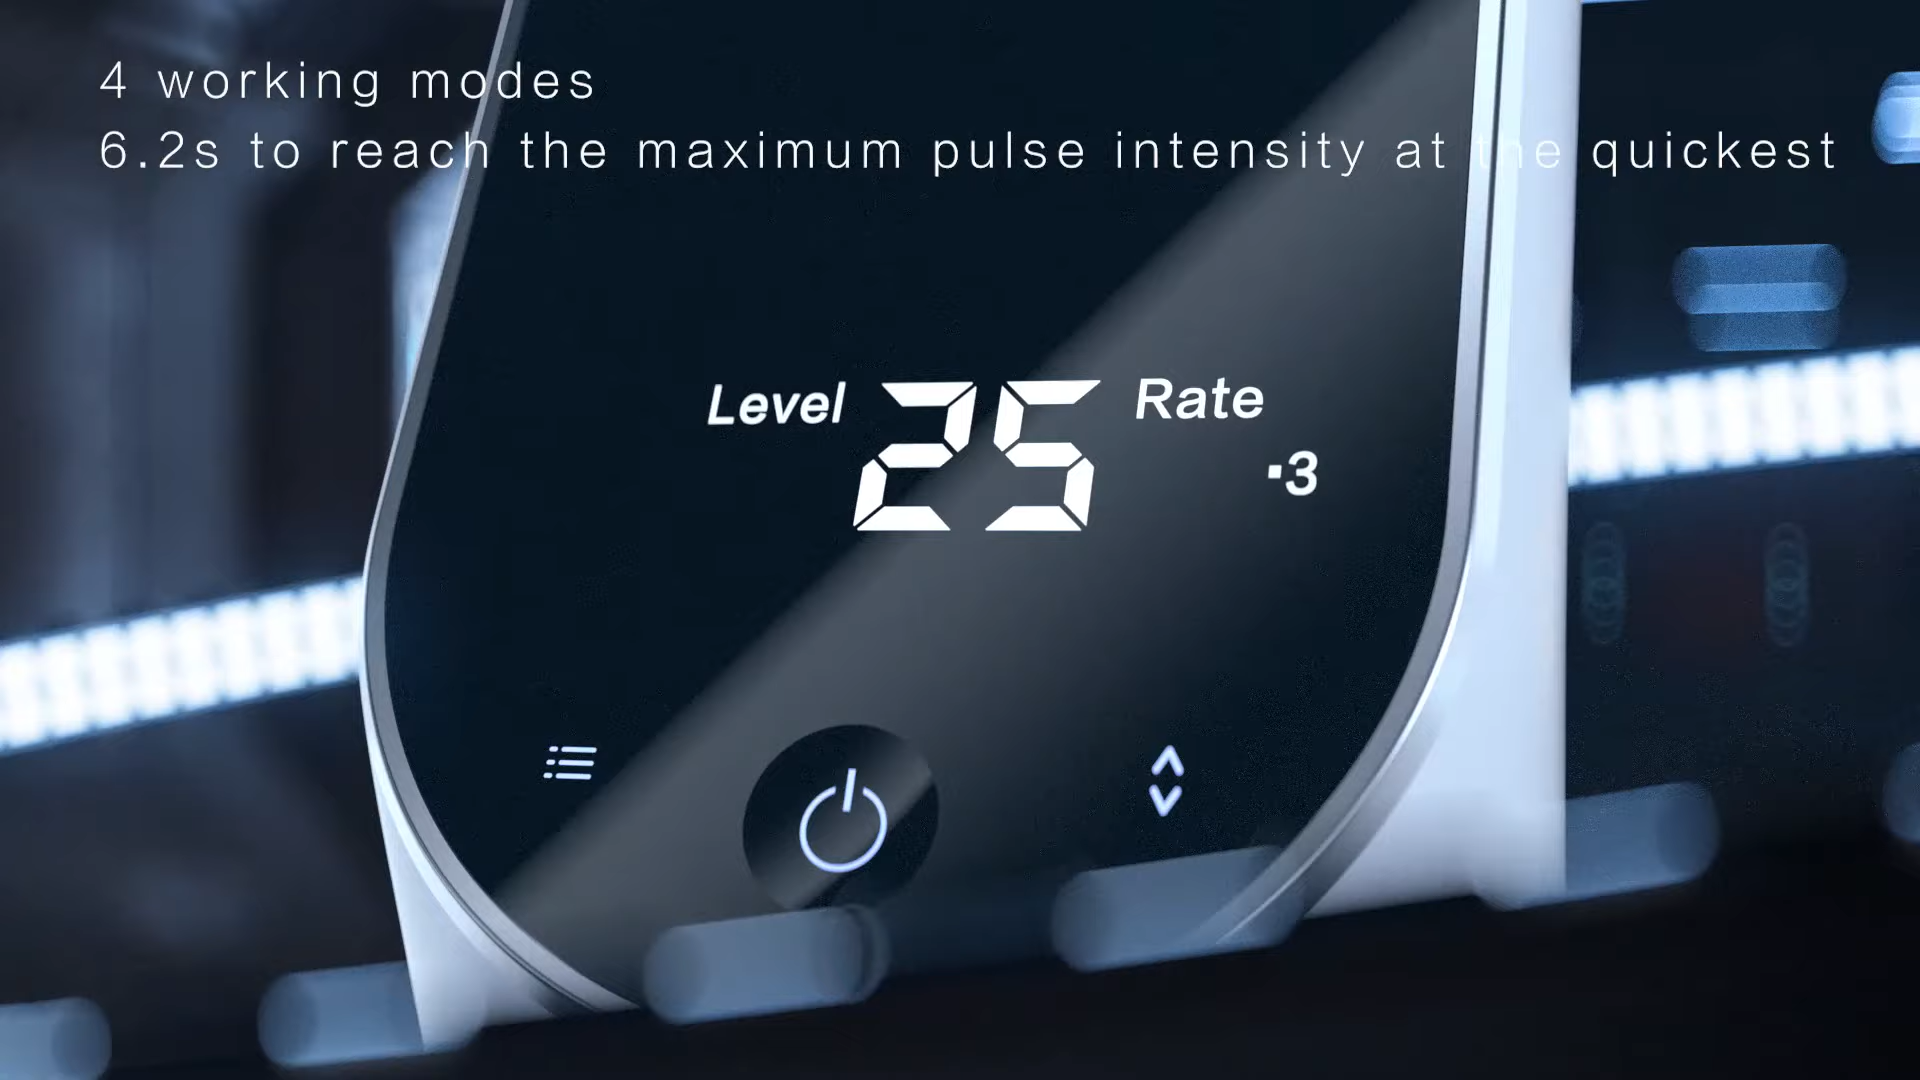 4 working modes
6.2s to reach the maximum pulse intensity at the quickest
Level 25 Rate
▪3